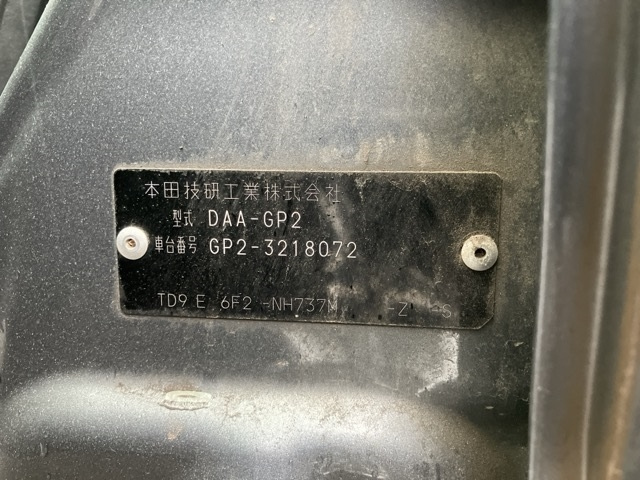 本田技研工業株式会社
型式 DAA-GP2
車台番号 GP2-3218072
TD9 E 6F2 -NH737M -Z -S